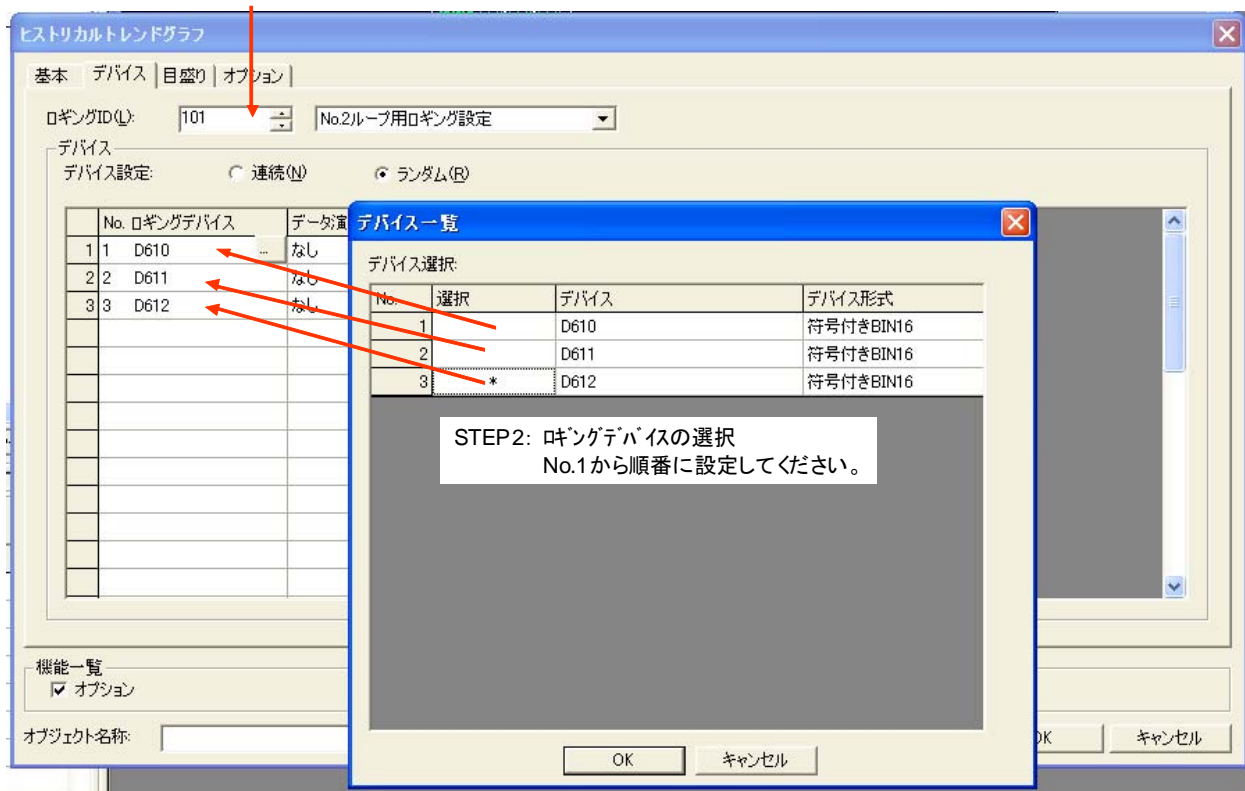 ヒストリカルトレンドグラフ
基本 デバイス 目盛り オプション
ロギングID(L): 101 No.2ループ用ロギング設定
デバイス
デバイス設定: 連続(N) ランダム(R)
No. ロギングデバイス データ演
1 1 D610 ... なし
2 2 D611 なし
3 3 D612 なし
デバイス一覧
デバイス選択:
No. 選択 デバイス デバイス形式
1 D610 符号付きBIN16
2 D611 符号付きBIN16
3 * D612 符号付きBIN16
STEP2: ﾛｷﾞﾝｸﾞﾃﾞﾊﾞｲｽの選択
No.1から順番に設定してください。
OK キャンセル
機能一覧
オプション
オブジェクト名称:
OK キャンセル